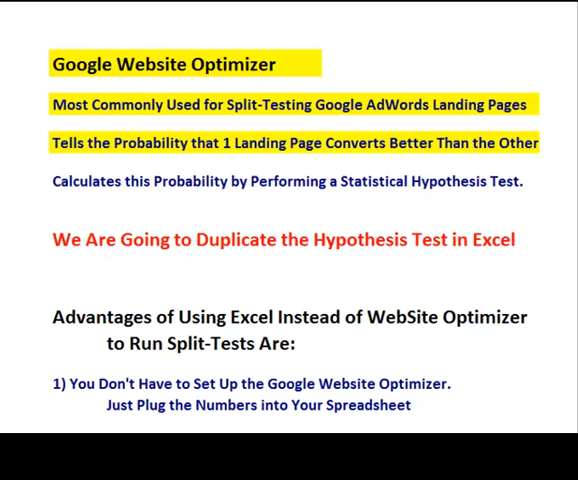 Google Website Optimizer
Most Commonly Used for Split-Testing Google AdWords Landing Pages
Tells the Probability that 1 Landing Page Converts Better Than the Other
Calculates this Probability by Performing a Statistical Hypothesis Test.
We Are Going to Duplicate the Hypothesis Test in Excel
Advantages of Using Excel Instead of WebSite Optimizer
to Run Split-Tests Are:
1) You Don't Have to Set Up the Google Website Optimizer.
Just Plug the Numbers into Your Spreadsheet